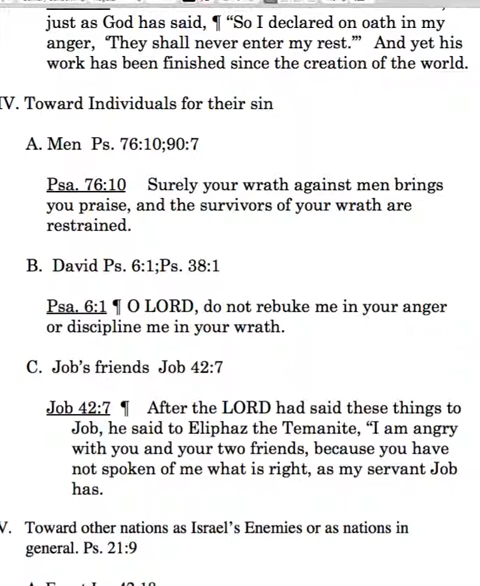 just as God has said, ¶ “So I declared on oath in my
anger, ‘They shall never enter my rest.’” And yet his
work has been finished since the creation of the world.
IV. Toward Individuals for their sin
A. Men Ps. 76:10;90:7
Psa. 76:10 Surely your wrath against men brings
you praise, and the survivors of your wrath are
restrained.
B. David Ps. 6:1;Ps. 38:1
Psa. 6:1 ¶ O LORD, do not rebuke me in your anger
or discipline me in your wrath.
C. Job’s friends Job 42:7
Job 42:7 ¶ After the LORD had said these things to
Job, he said to Eliphaz the Temanite, “I am angry
with you and your two friends, because you have
not spoken of me what is right, as my servant Job
has.
V. Toward other nations as Israel’s Enemies or as nations in
general. Ps. 21:9